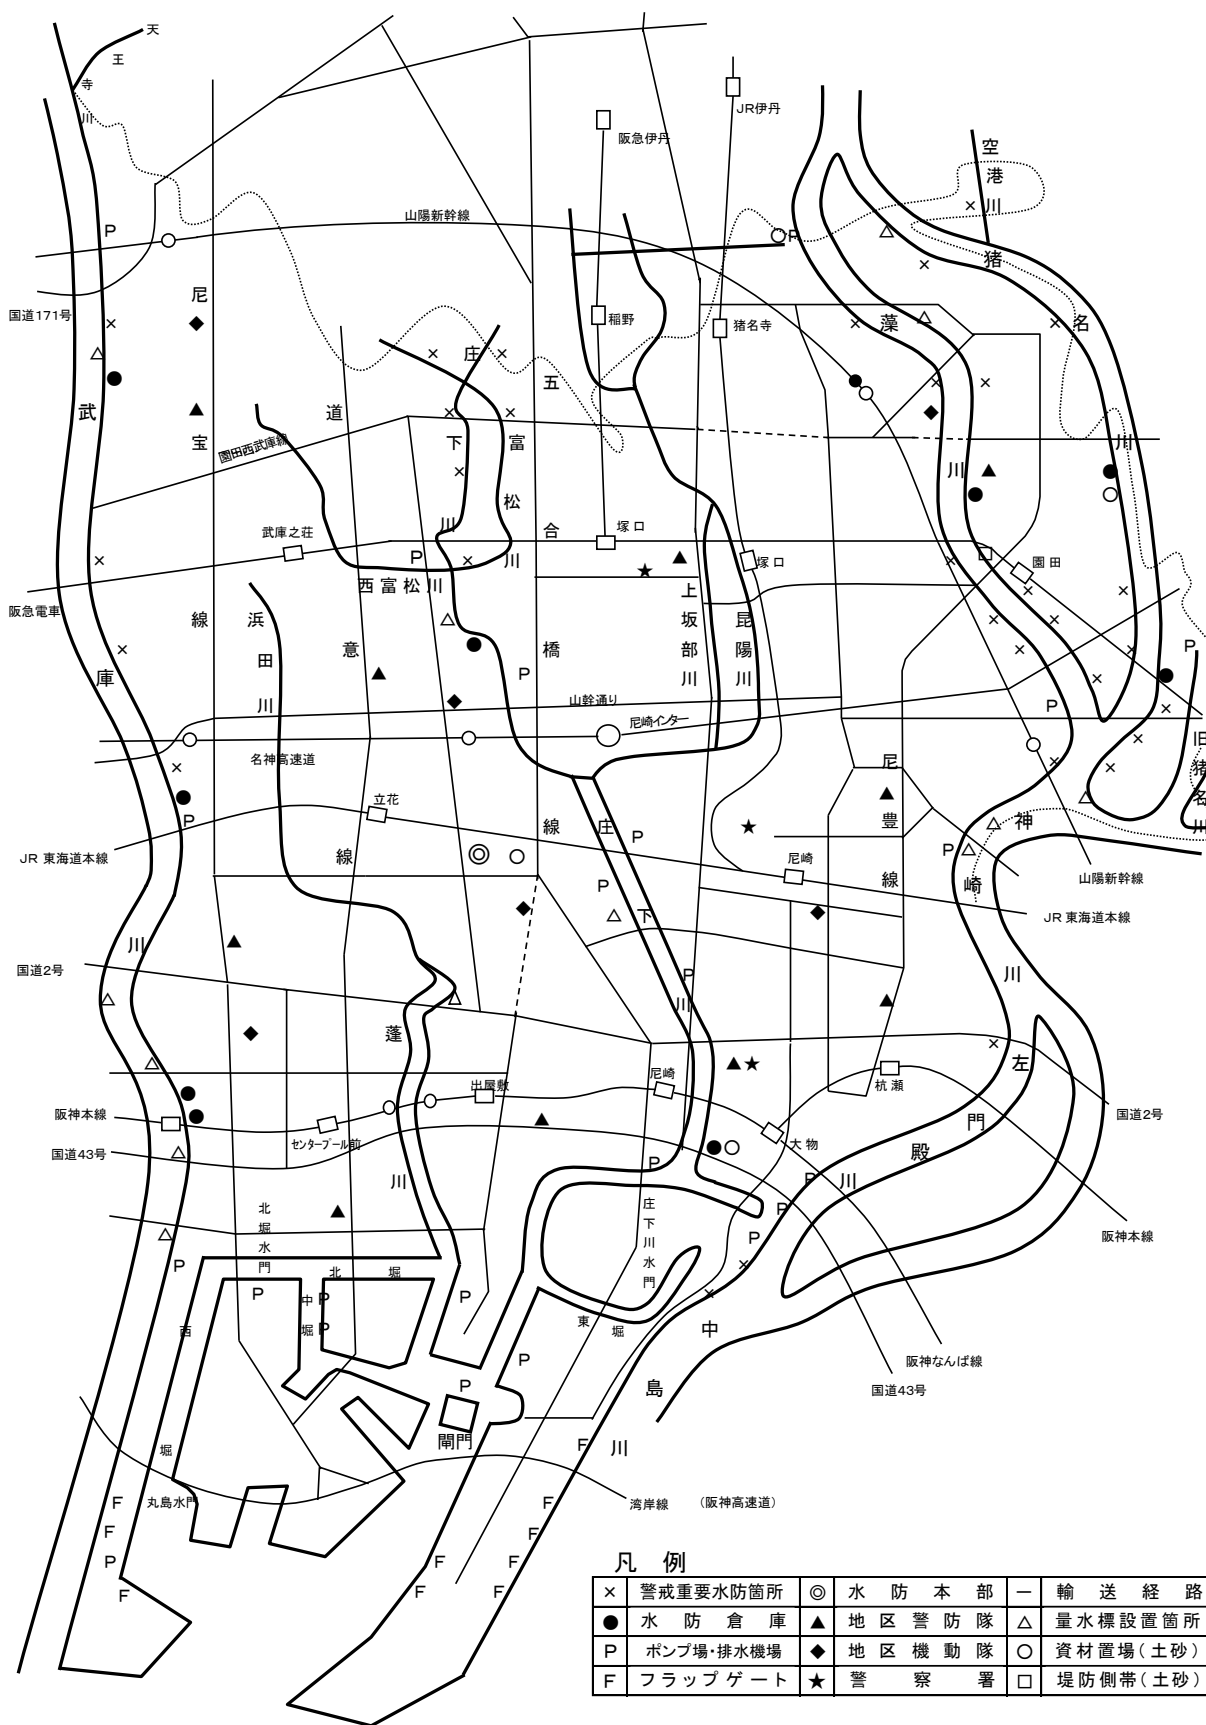 天王寺川
阪急伊丹
JR伊丹
空港川
山陽新幹線
猪名川
国道171号
尼宝線
稲野
猪名寺
藻川
庄下川
五合橋線
武庫川
道意線
園田西武庫線
富松川
武庫之荘
塚口
塚口
園田
西富松川
阪急電車
浜田川
上坂部川
昆陽川
山幹通り
尼崎インター
名神高速道
旧猪名川
尼豊線
立花
庄下川
神崎川
JR 東海道本線
尼崎
山陽新幹線
JR 東海道本線
国道2号
蓬川
左門殿川
出屋敷
尼崎
杭瀬
阪神本線
国道2号
センタープール前
大物
国道43号
北堀水門
庄下川水門
阪神本線
北堀
中堀
西堀
東堀
中島川
阪神なんば線
国道43号
閘門
丸島水門
湾岸線 （阪神高速道）
凡例
× 警戒重要水防箇所 ◎ 水防本部 － 輸送経路
● 水防倉庫 ▲ 地区警防隊 △ 量水標設置箇所
P ポンプ場・排水機場 ◆ 地区機動隊 ○ 資材置場（土砂）
F フラップゲート ★ 警察署 □ 堤防側帯（土砂）